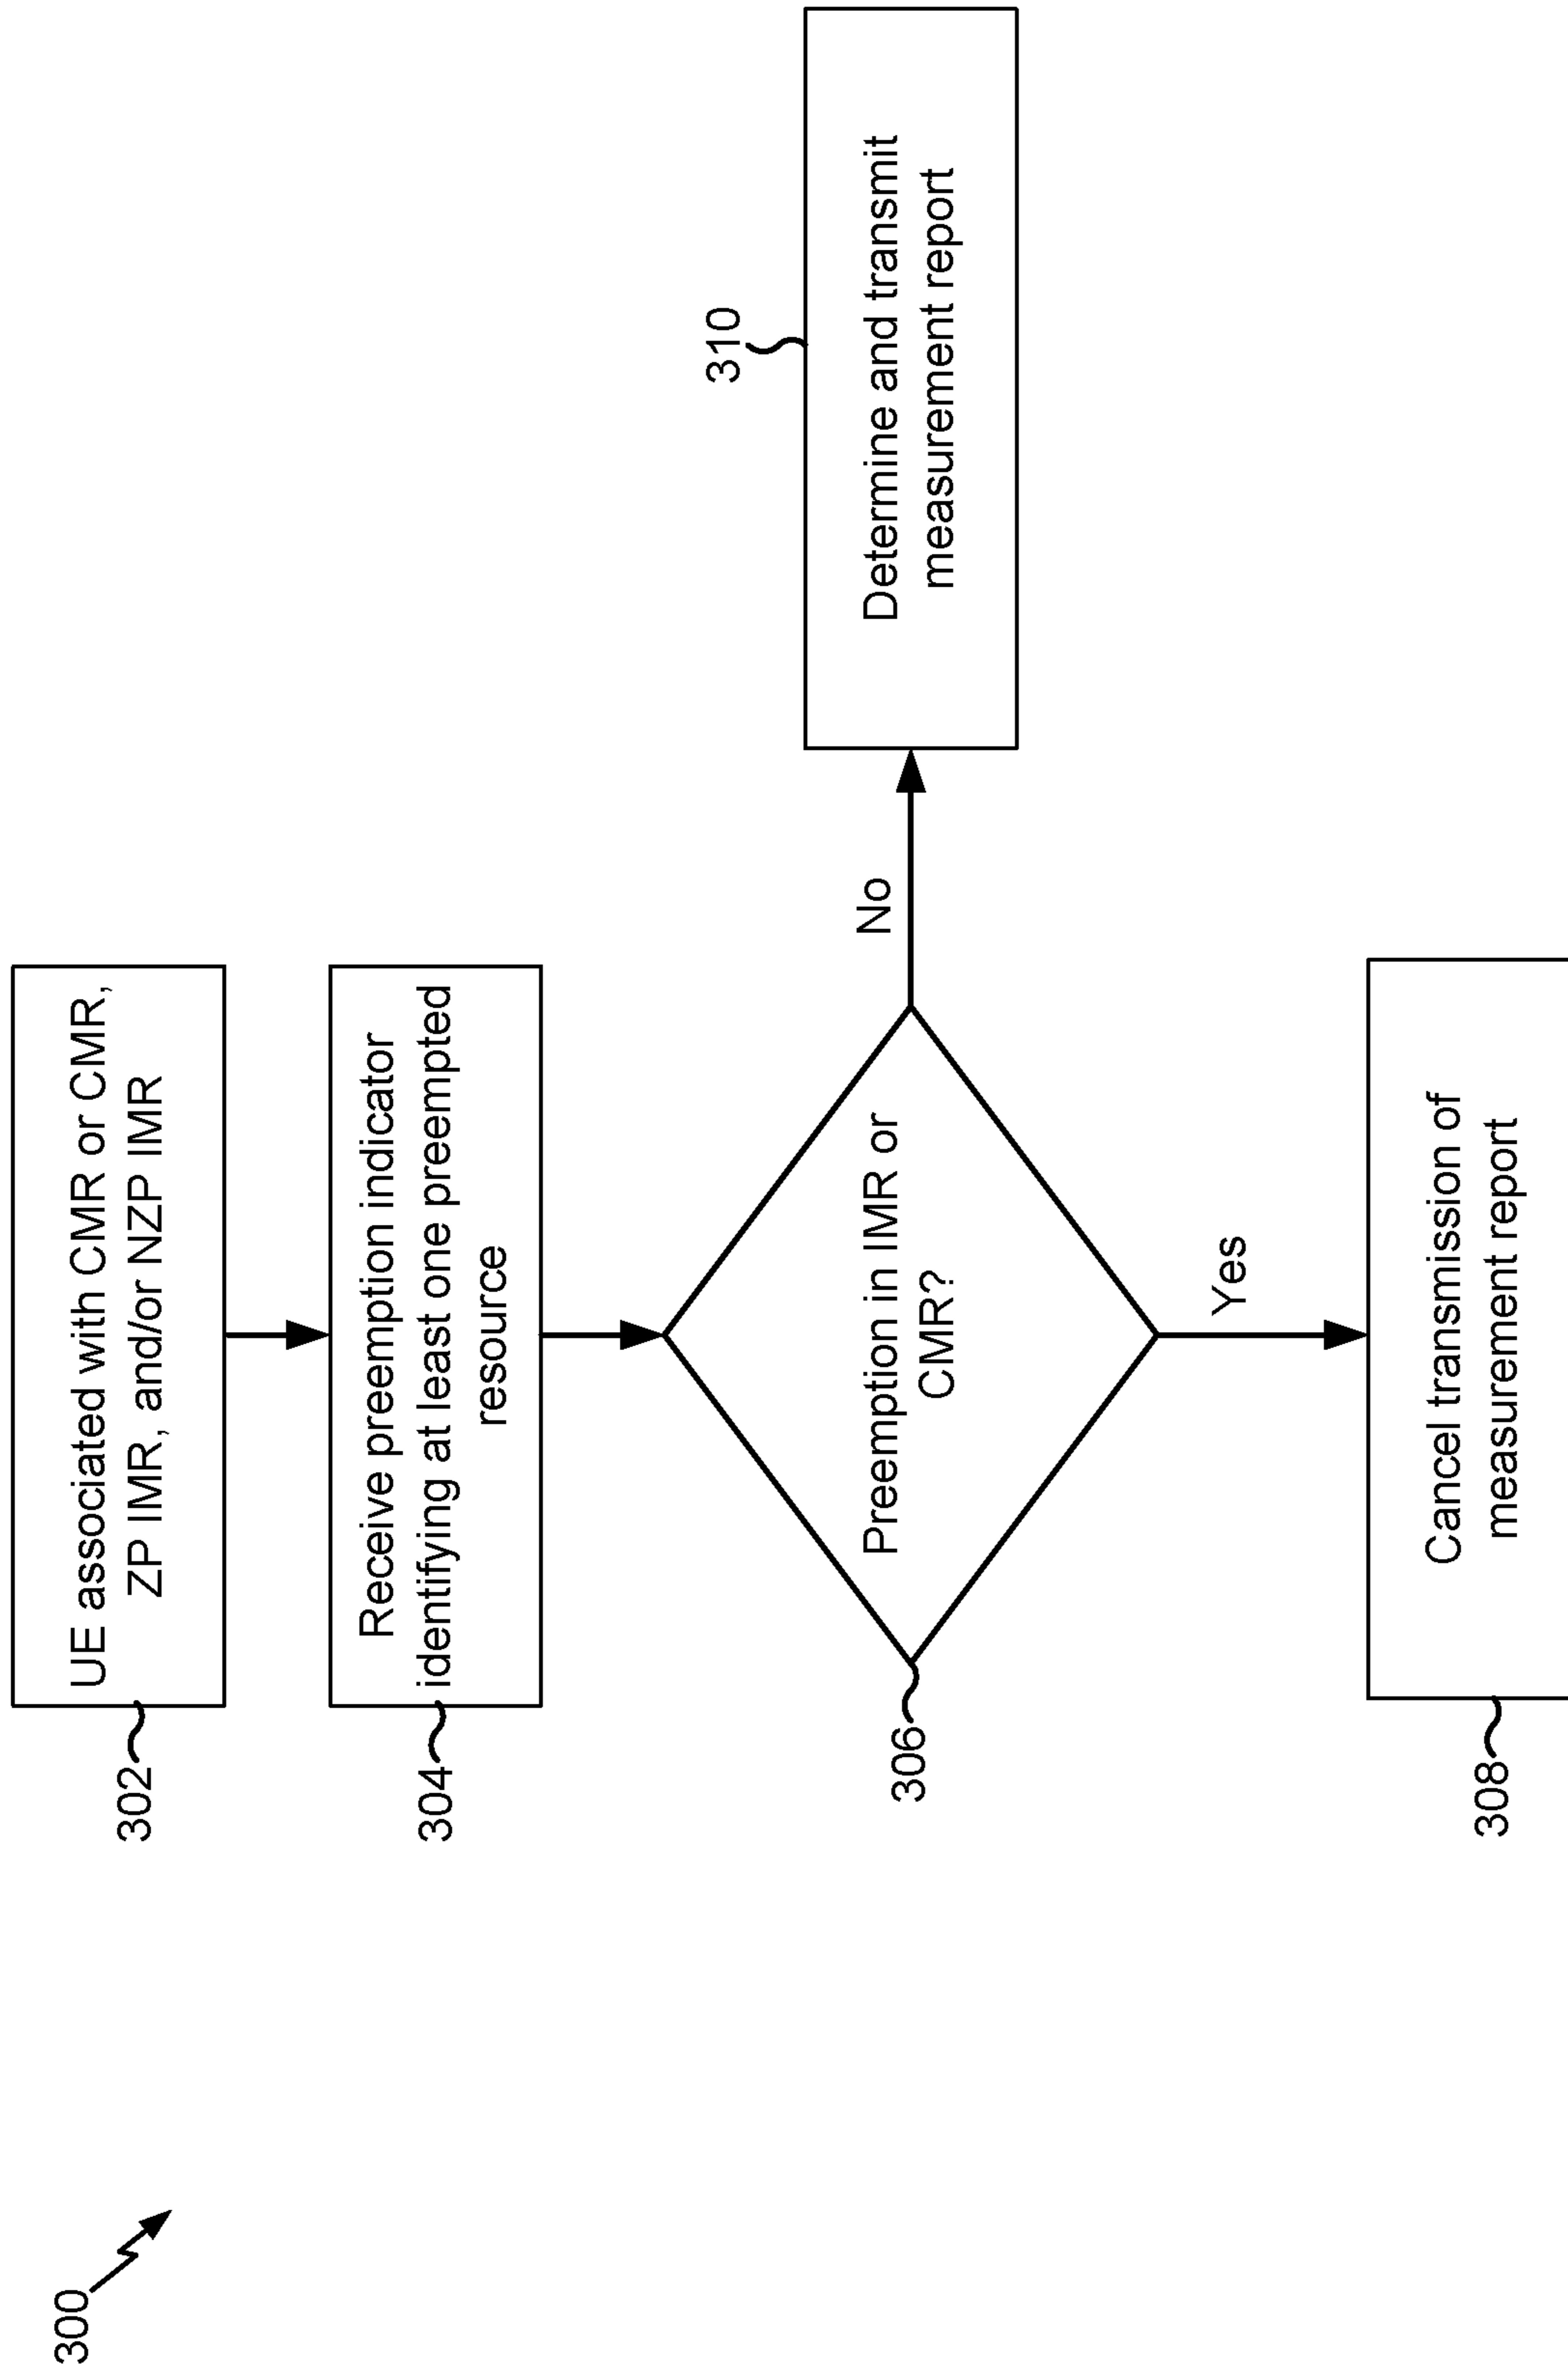 300
302
UE associated with CMR or CMR,
ZP IMR, and/or NZP IMR
304
Receive preemption indicator
identifying at least one preempted
resource
306
Preemption in IMR or
CMR?
No
310
Determine and transmit
measurement report
Yes
308
Cancel transmission of
measurement report